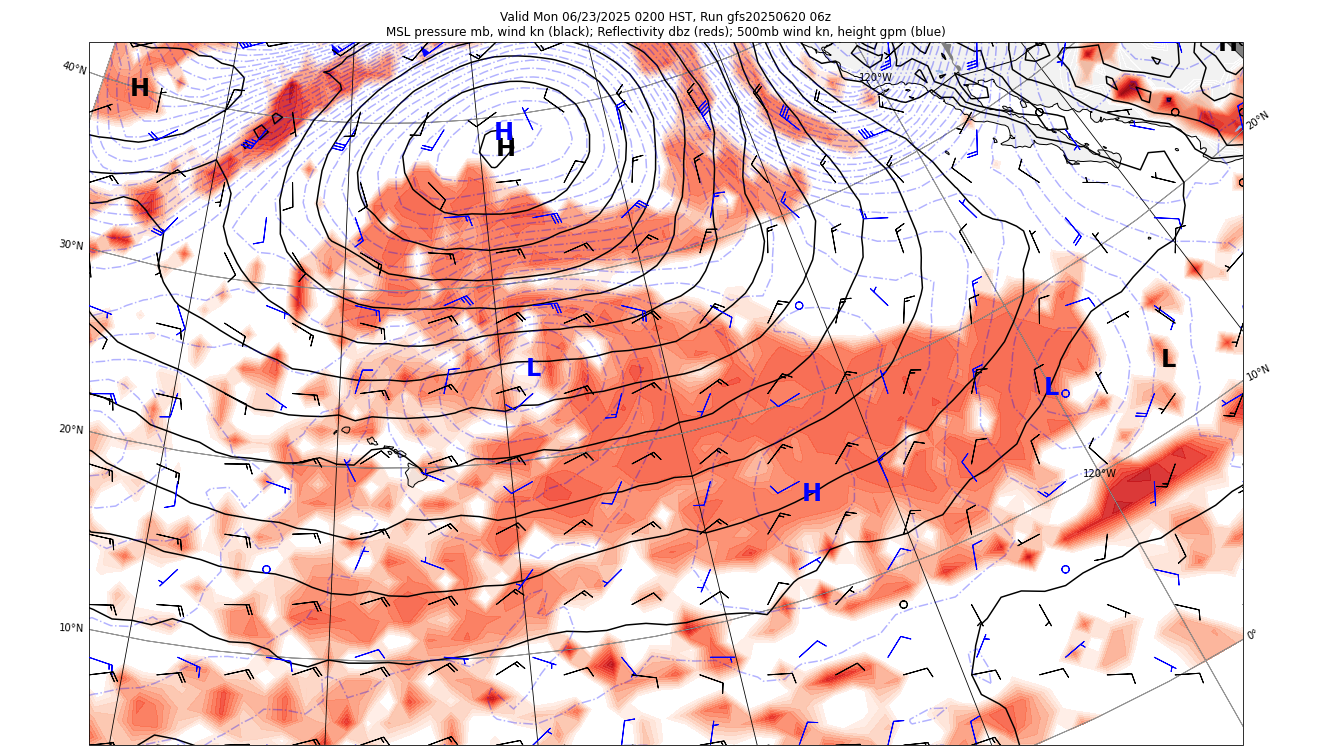 Valid Mon 06/23/2025 0200 HST, Run gfs20250620 06z
MSL pressure mb, wind kn (black); Reflectivity dbz (reds); 500mb wind kn, height gpm (blue)
H
40°N
120°W
H
20°N
H
H
30°N
L
L
10°N
L
20°N
120°W
H
10°N
0°